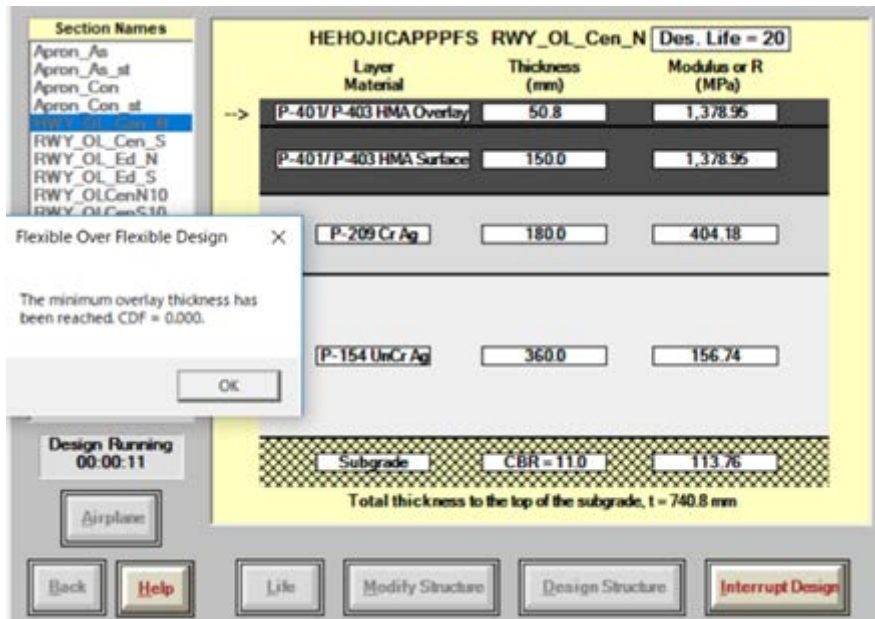 Section Names
Apron_As
Apron_As_st
Apron_Con
Apron_Con_st
RWY_OL_Cen_N
RWY_OL_Cen_S
RWY_OL_Ed_N
RWY_OL_Ed_S
RWY_OLCenN10
RWY_OLCenS10
HEHOJICAPPPFS RWY_OL_Cen_N Des. Life = 20
Layer Material Thickness (mm) Modulus or R (MPa)
--> P-401/ P-403 HMA Overlay 50.8 1,378.95
P-401/ P-403 HMA Surface 150.0 1,378.95
P-209 Cr Ag 180.0 404.18
P-154 UnCr Ag 360.0 156.74
Subgrade CBR = 11.0 113.76
Total thickness to the top of the subgrade, t = 740.8 mm
Flexible Over Flexible Design
The minimum overlay thickness has
been reached. CDF = 0.000.
OK
Design Running
00:00:11
Airplane
Back Help Life Modify Structure Design Structure Interrupt Design